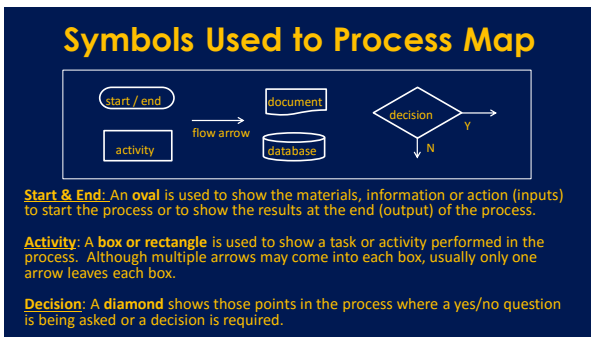 Symbols Used to Process Map
start / end
document
decision
flow arrow
Y
activity
database
N
Start & End: An oval is used to show the materials, information or action (inputs)
to start the process or to show the results at the end (output) of the process.
Activity: A box or rectangle is used to show a task or activity performed in the
process. Although multiple arrows may come into each box, usually only one
arrow leaves each box.
Decision: A diamond shows those points in the process where a yes/no question
is being asked or a decision is required.